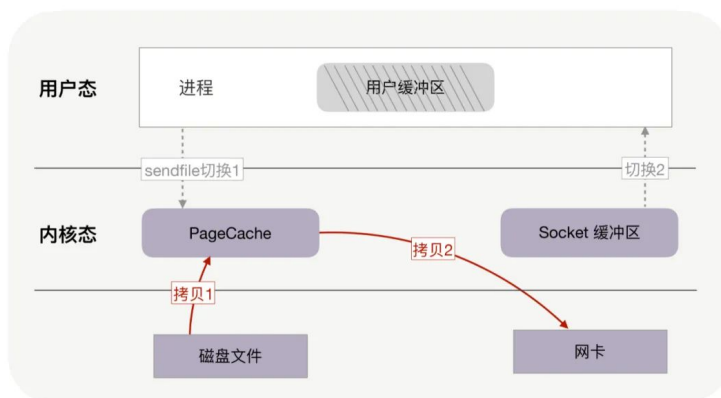 用户态
进程
用户缓冲区
sendfile切换1
切换2
内核态
PageCache
Socket 缓冲区
拷贝2
拷贝1
磁盘文件
网卡